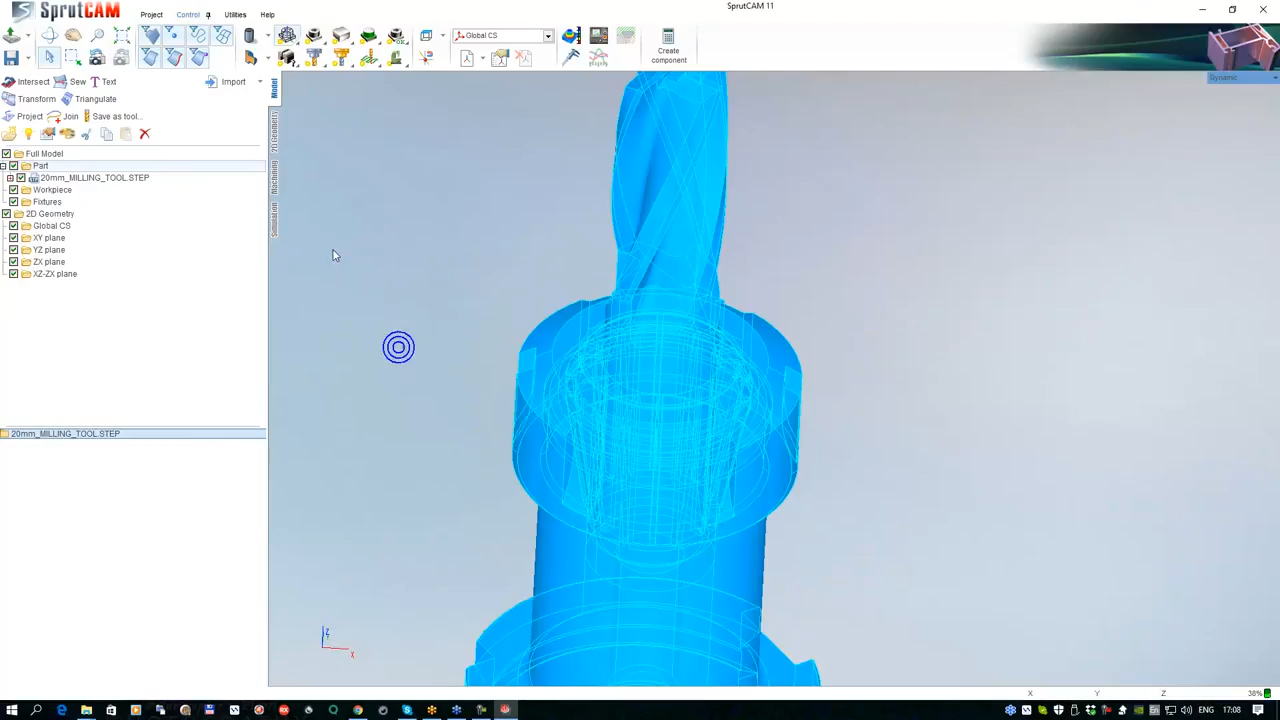 SprutCAM
SprutCAM 11
Project
Control
Utilities
Help
Global CS
Create component
Dynamic
Intersect
Sew
Text
Import
Transform
Triangulate
Project
Join
Save as tool...
Model
2D Geometry
Machining
Simulation
Full Model
Part
20mm_MILLING_TOOL.STEP
Workpiece
Fixtures
2D Geometry
Global CS
XY plane
YZ plane
ZX plane
XZ-ZX plane
20mm_MILLING_TOOL.STEP
Z
X
X
Y
Z
38%
17:08